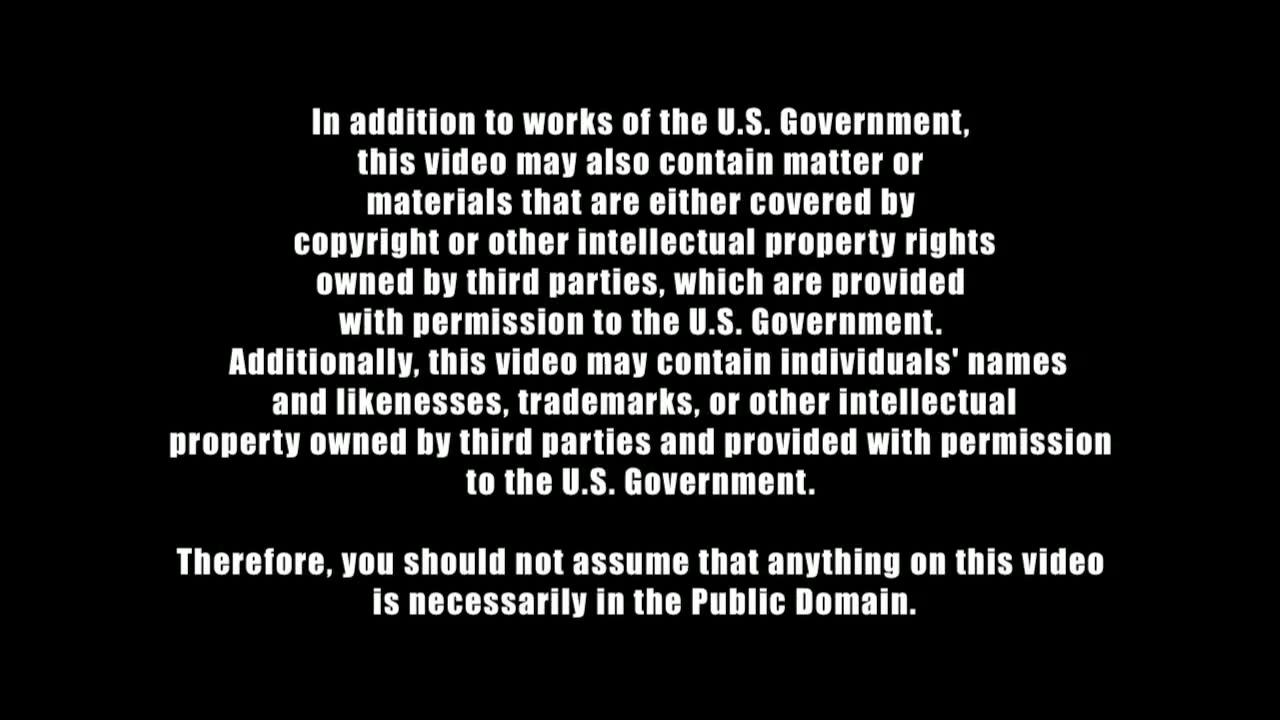 In addition to works of the U.S. Government,
this video may also contain matter or
materials that are either covered by
copyright or other intellectual property rights
owned by third parties, which are provided
with permission to the U.S. Government.
Additionally, this video may contain individuals' names
and likenesses, trademarks, or other intellectual
property owned by third parties and provided with permission
to the U.S. Government.
Therefore, you should not assume that anything on this video
is necessarily in the Public Domain.